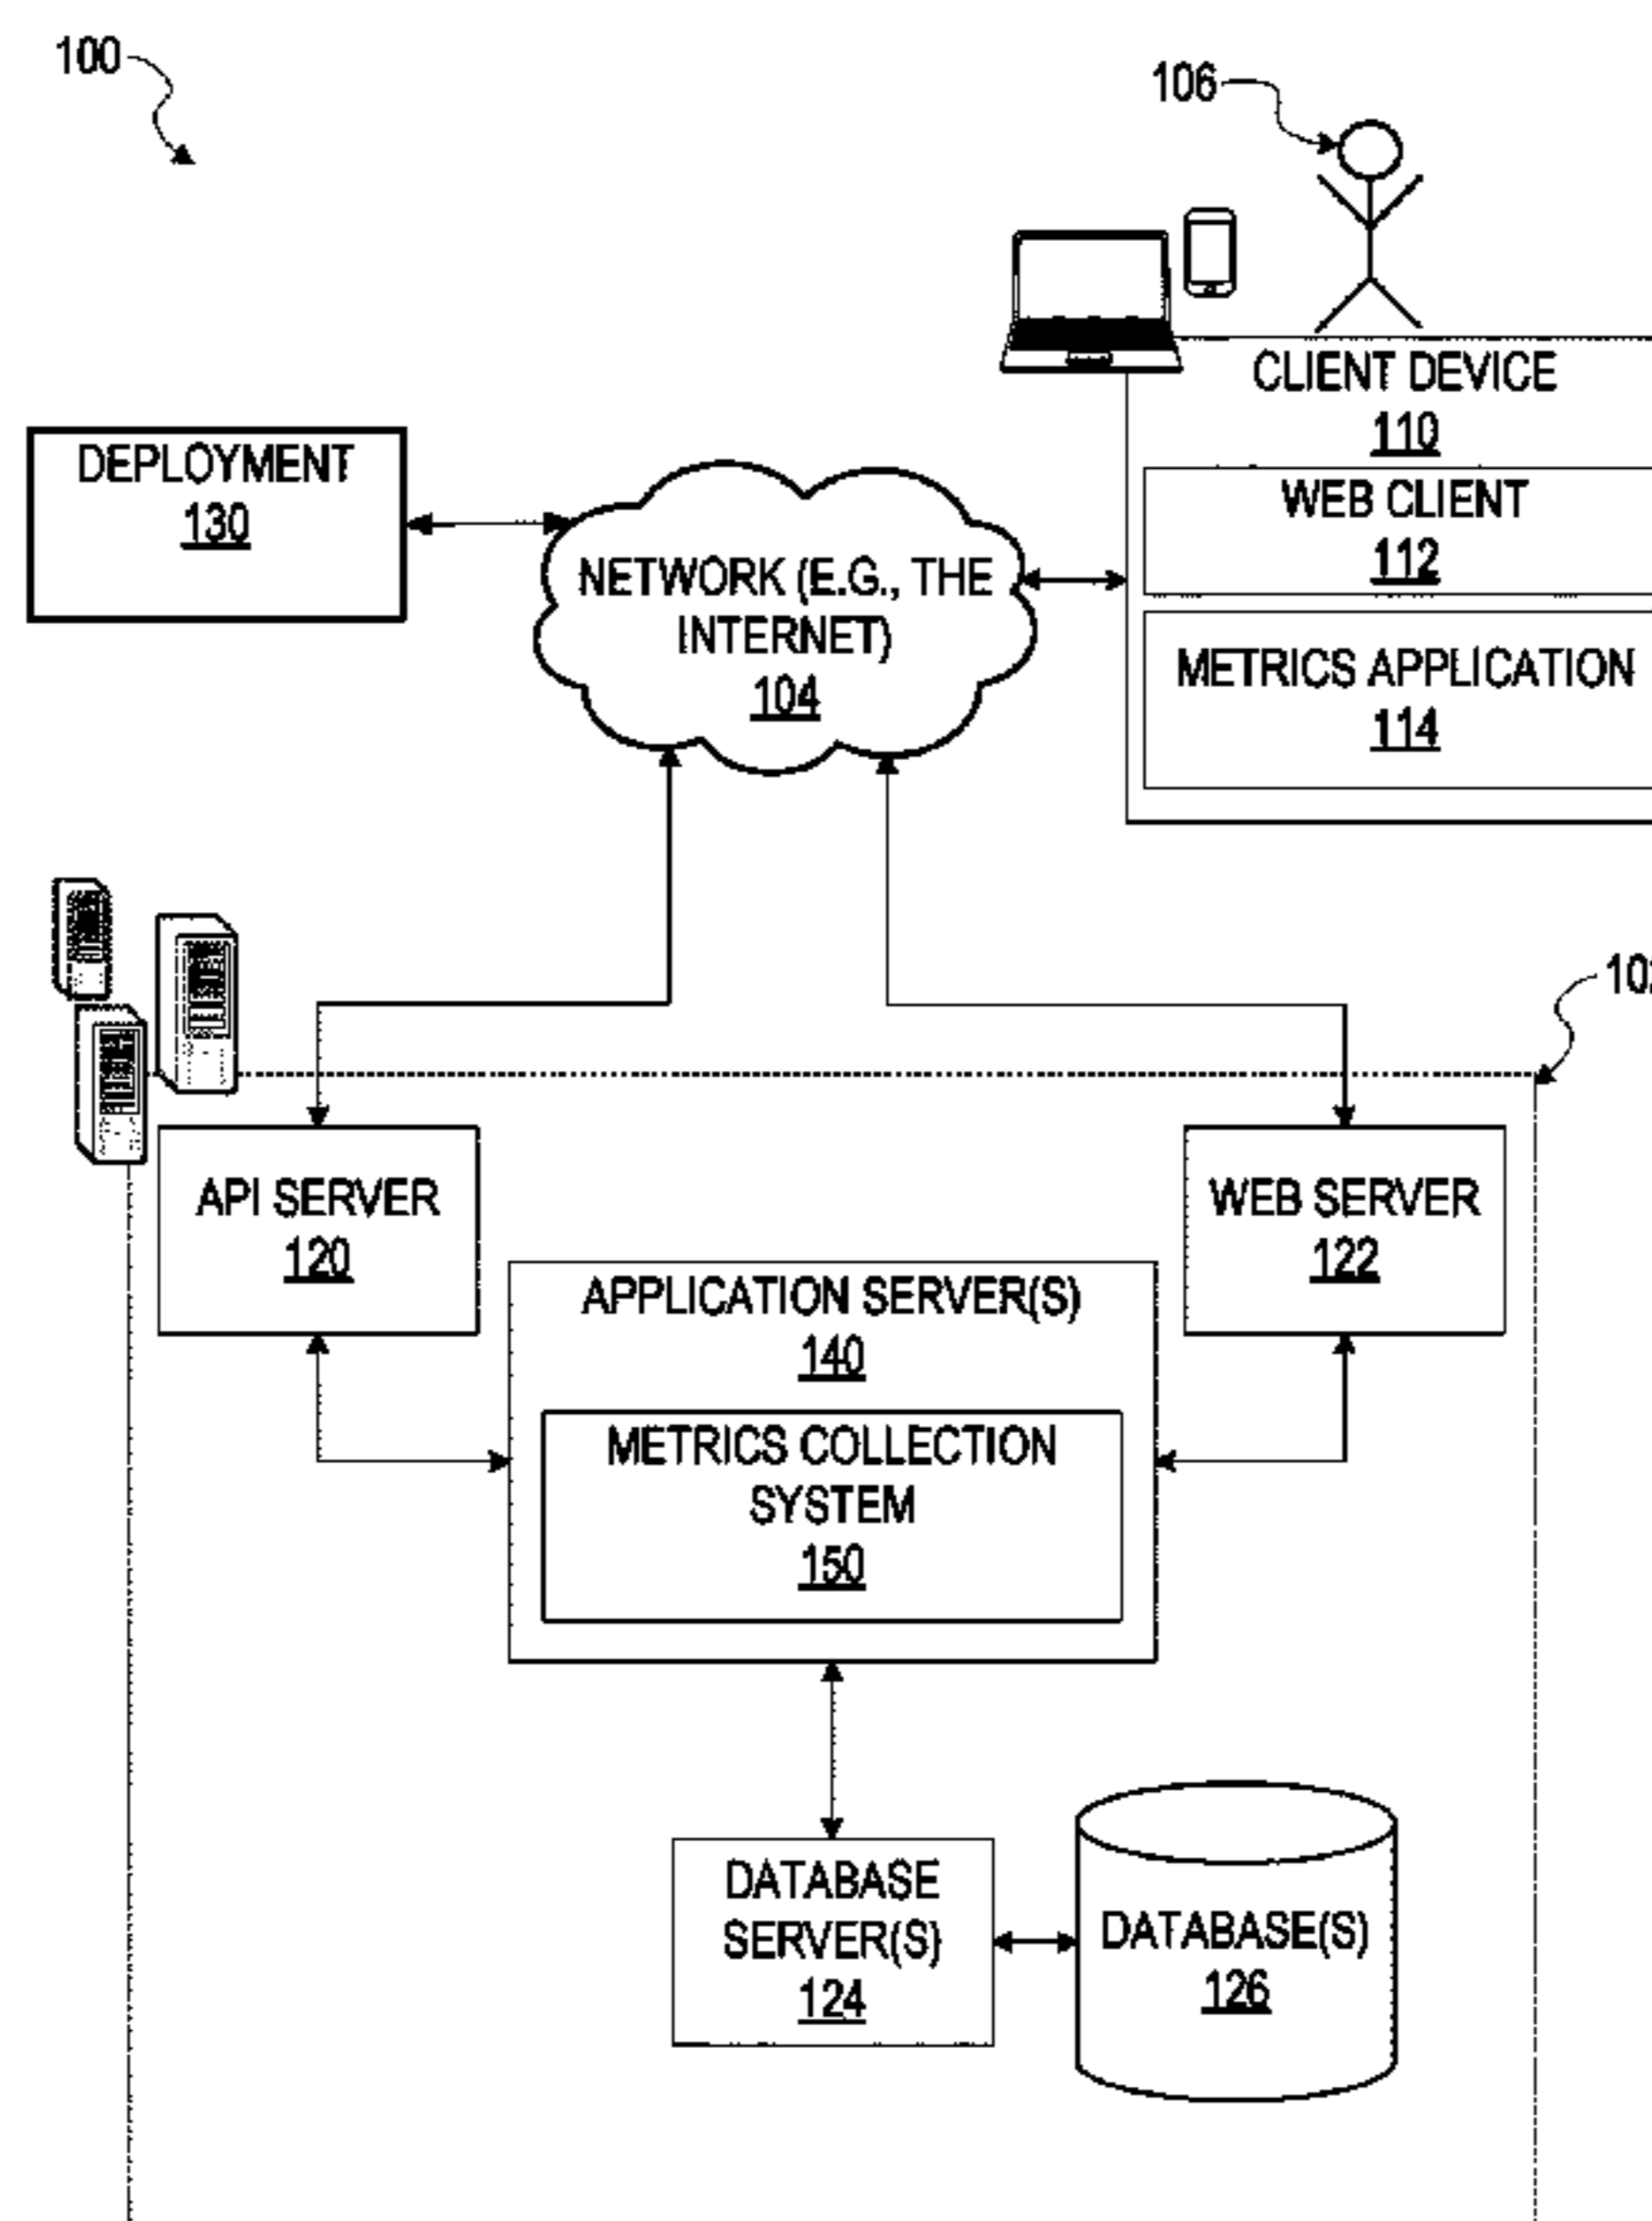 100
106
CLIENT DEVICE
110
WEB CLIENT
112
METRICS APPLICATION
114
DEPLOYMENT
130
NETWORK (E.G., THE
INTERNET)
104
API SERVER
120
WEB SERVER
122
APPLICATION SERVER(S)
140
METRICS COLLECTION
SYSTEM
150
DATABASE
SERVER(S)
124
DATABASE(S)
126